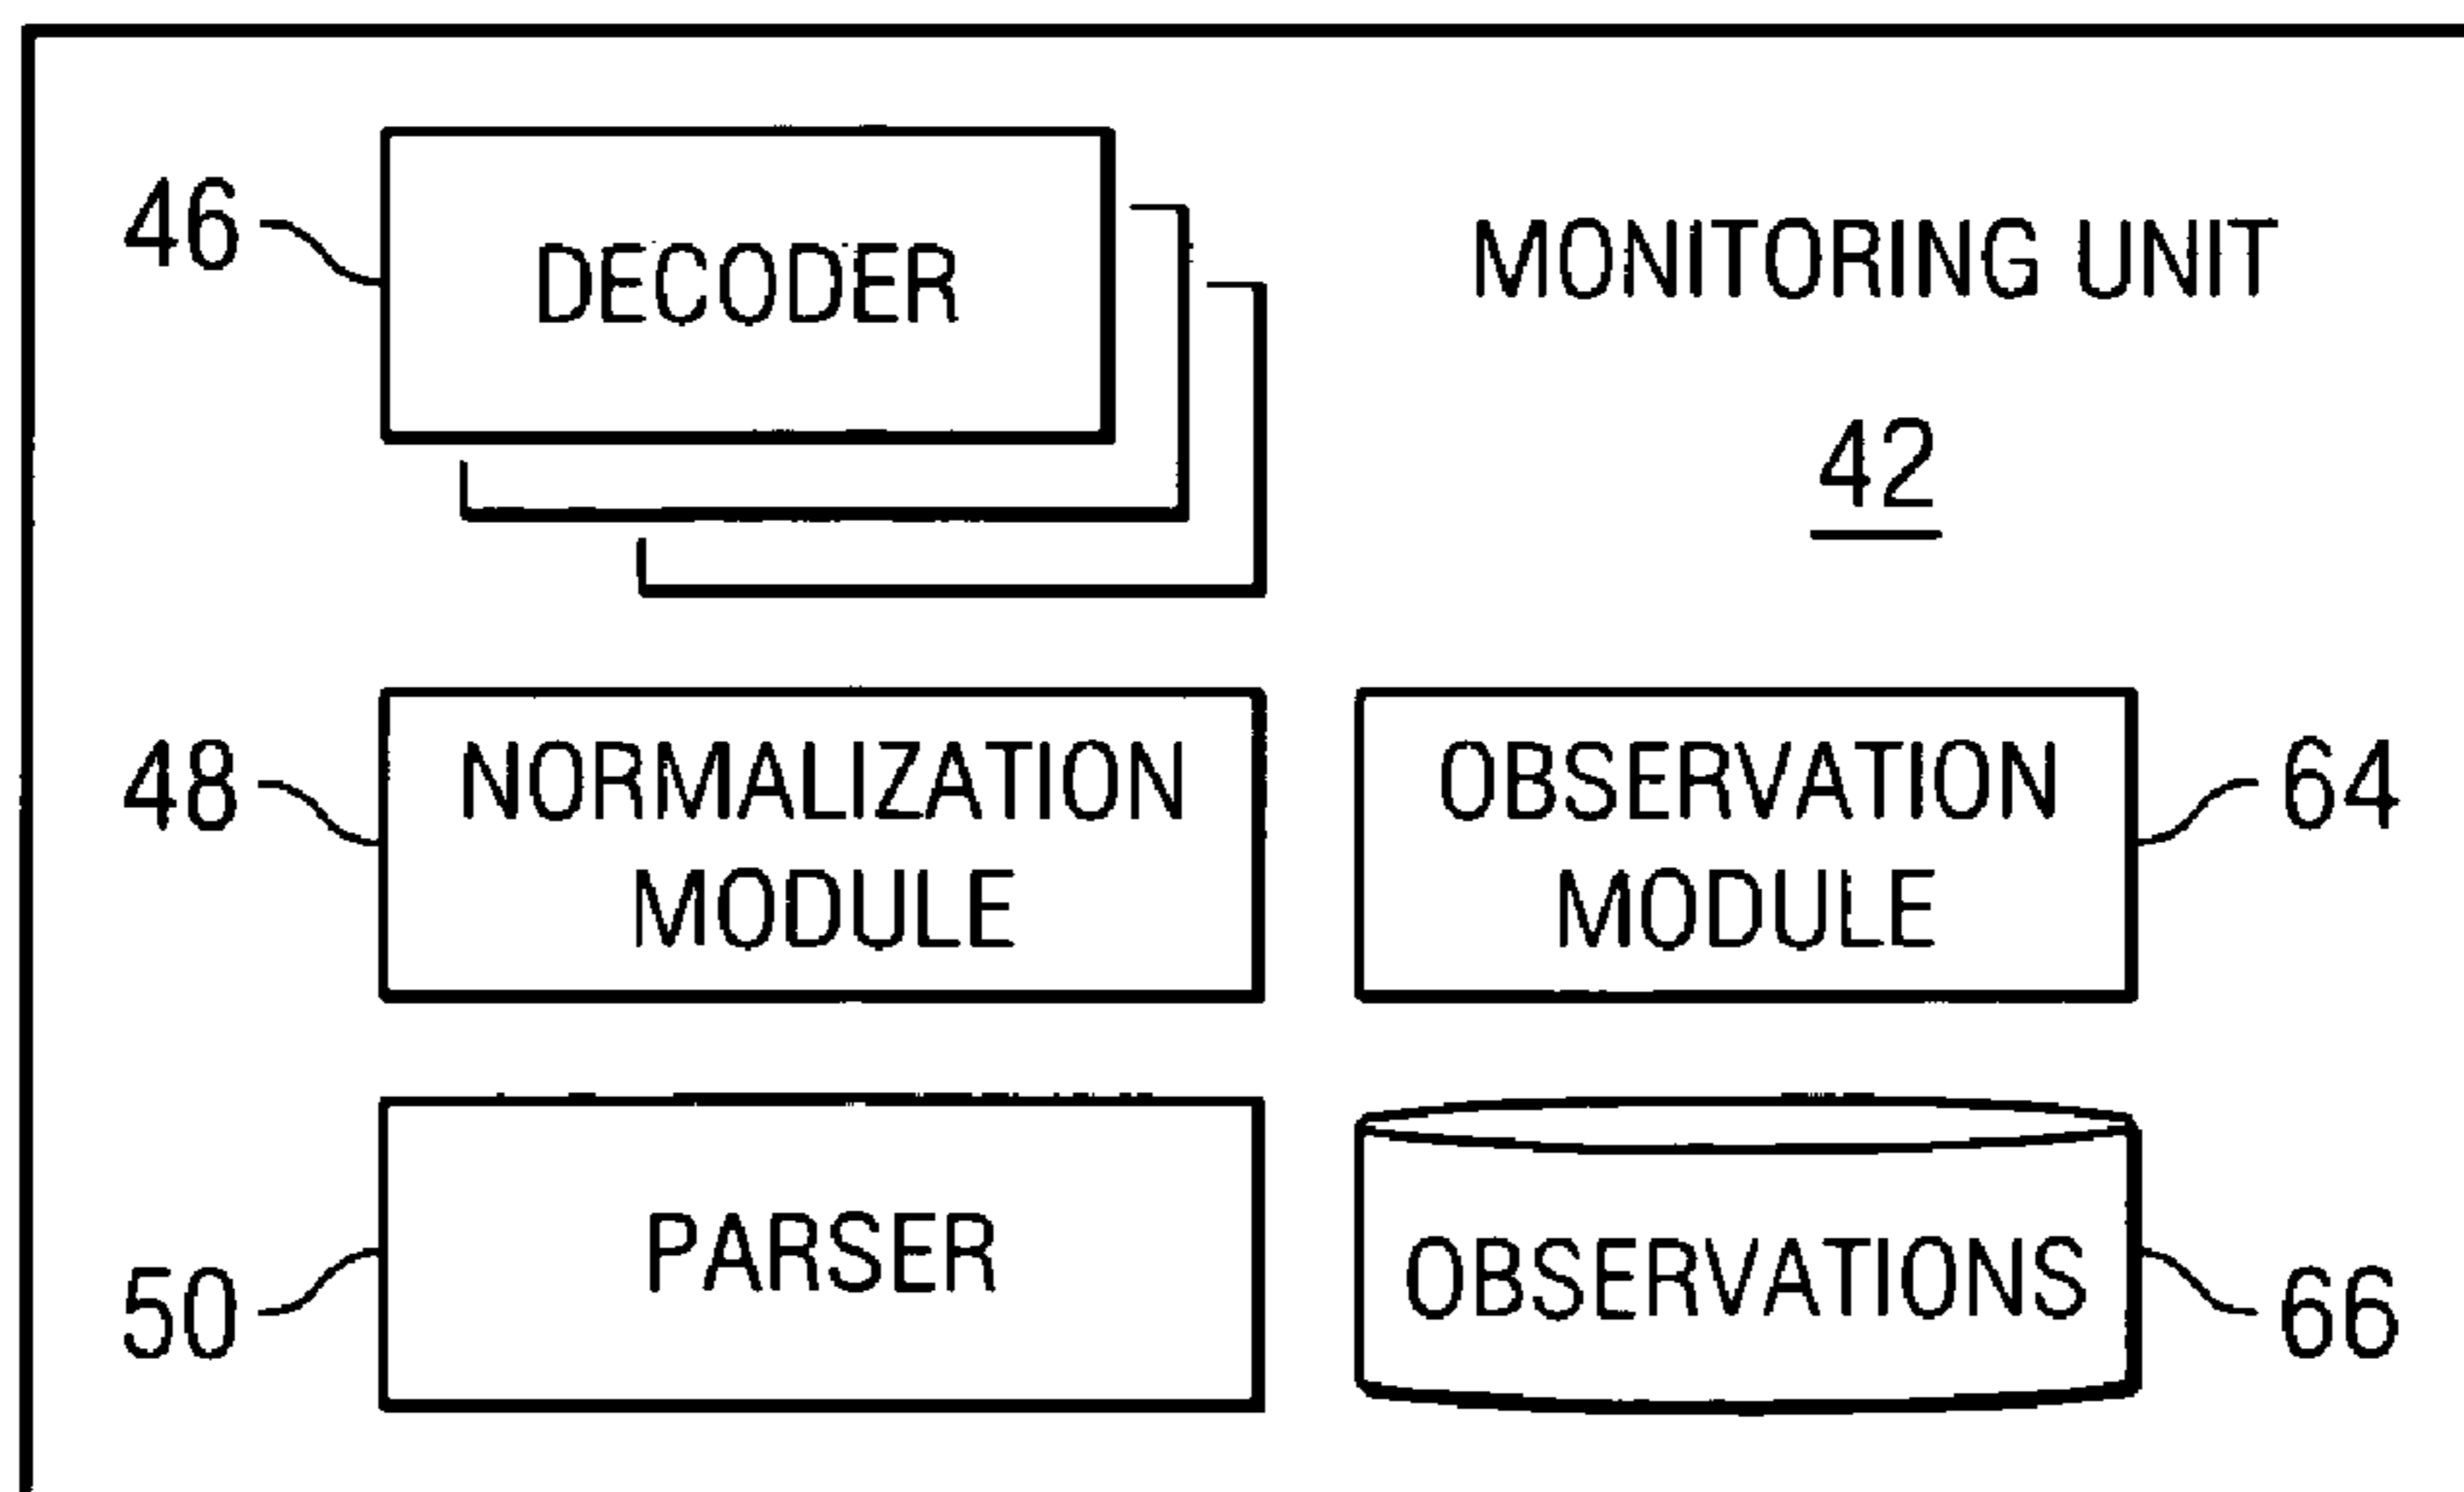 46
DECODER
MONITORING UNIT
42
48
NORMALIZATION
MODULE
OBSERVATION
MODULE
64
50
PARSER
OBSERVATIONS
66